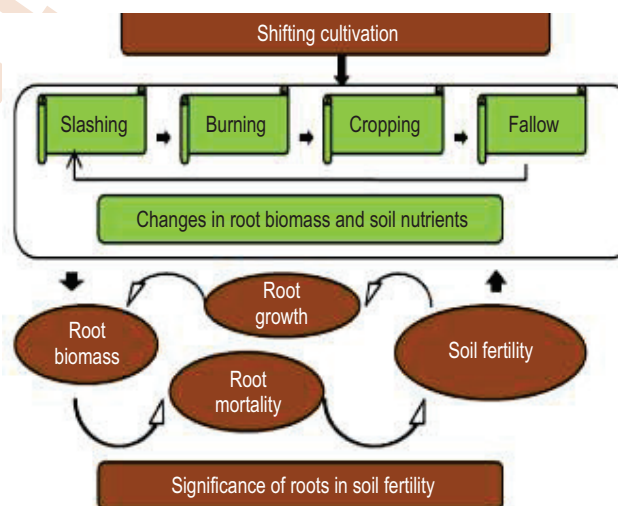 Shifting cultivation
Slashing
Burning
Cropping
Fallow
Changes in root biomass and soil nutrients
Root
growth
Root
biomass
Soil fertility
Root
mortality
Significance of roots in soil fertility